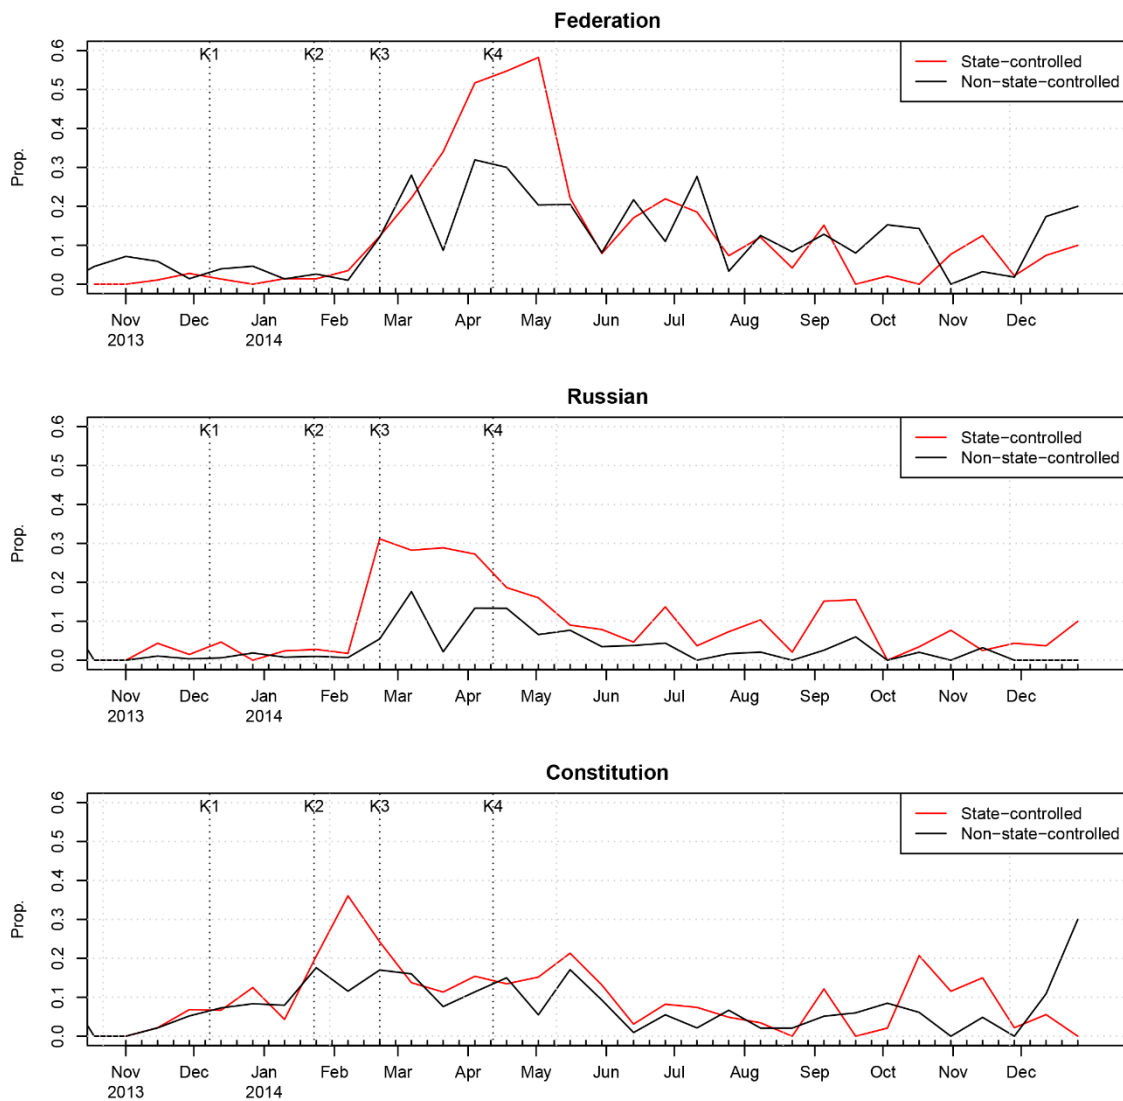 Federation
K1 K2 K3 K4
State−controlled
Non−state−controlled
Prop.
0.0 0.1 0.2 0.3 0.4 0.5 0.6
Nov Dec Jan Feb Mar Apr May Jun Jul Aug Sep Oct Nov Dec
2013 2014
Russian
K1 K2 K3 K4
State−controlled
Non−state−controlled
Prop.
0.0 0.1 0.2 0.3 0.4 0.5 0.6
Nov Dec Jan Feb Mar Apr May Jun Jul Aug Sep Oct Nov Dec
2013 2014
Constitution
K1 K2 K3 K4
State−controlled
Non−state−controlled
Prop.
0.0 0.1 0.2 0.3 0.4 0.5 0.6
Nov Dec Jan Feb Mar Apr May Jun Jul Aug Sep Oct Nov Dec
2013 2014